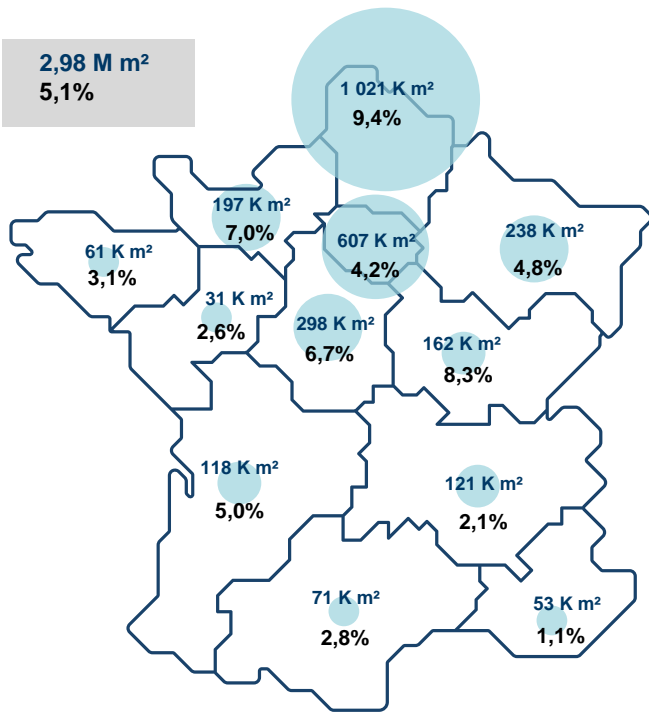 2,98 M m²
5,1%
1 021 K m²
9,4%
197 K m²
7,0%
607 K m²
4,2%
238 K m²
4,8%
61 K m²
3,1%
31 K m²
2,6%
298 K m²
6,7%
162 K m²
8,3%
118 K m²
5,0%
121 K m²
2,1%
71 K m²
2,8%
53 K m²
1,1%